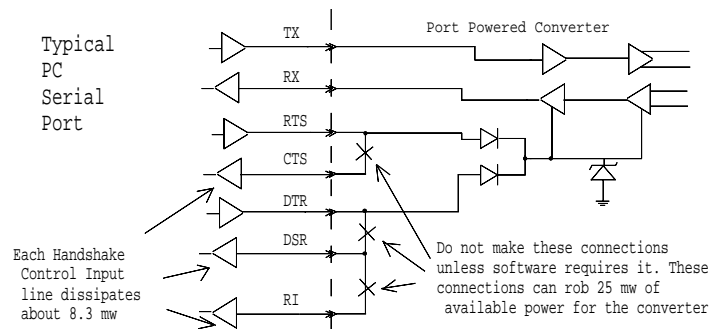 Typical
PC
Serial
Port
Port Powered Converter
TX
RX
RTS
CTS
DTR
DSR
RI
Each Handshake
Control Input
line dissipates
about 8.3 mw
Do not make these connections
unless software requires it. These
connections can rob 25 mw of
available power for the converter